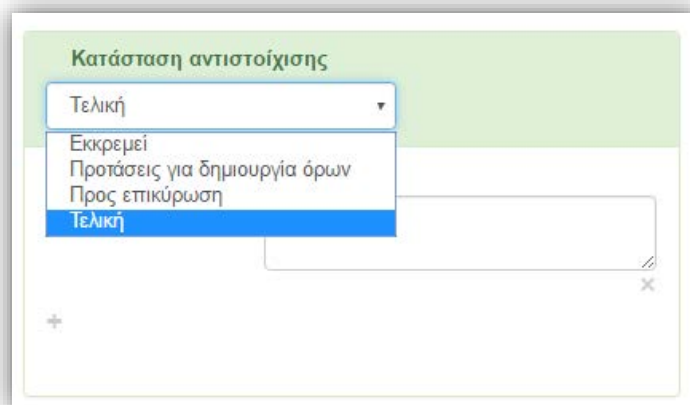 Κατάσταση αντιστοίχισης
Τελική
Εκκρεμεί
Προτάσεις για δημιουργία όρων
Προς επικύρωση
Τελική